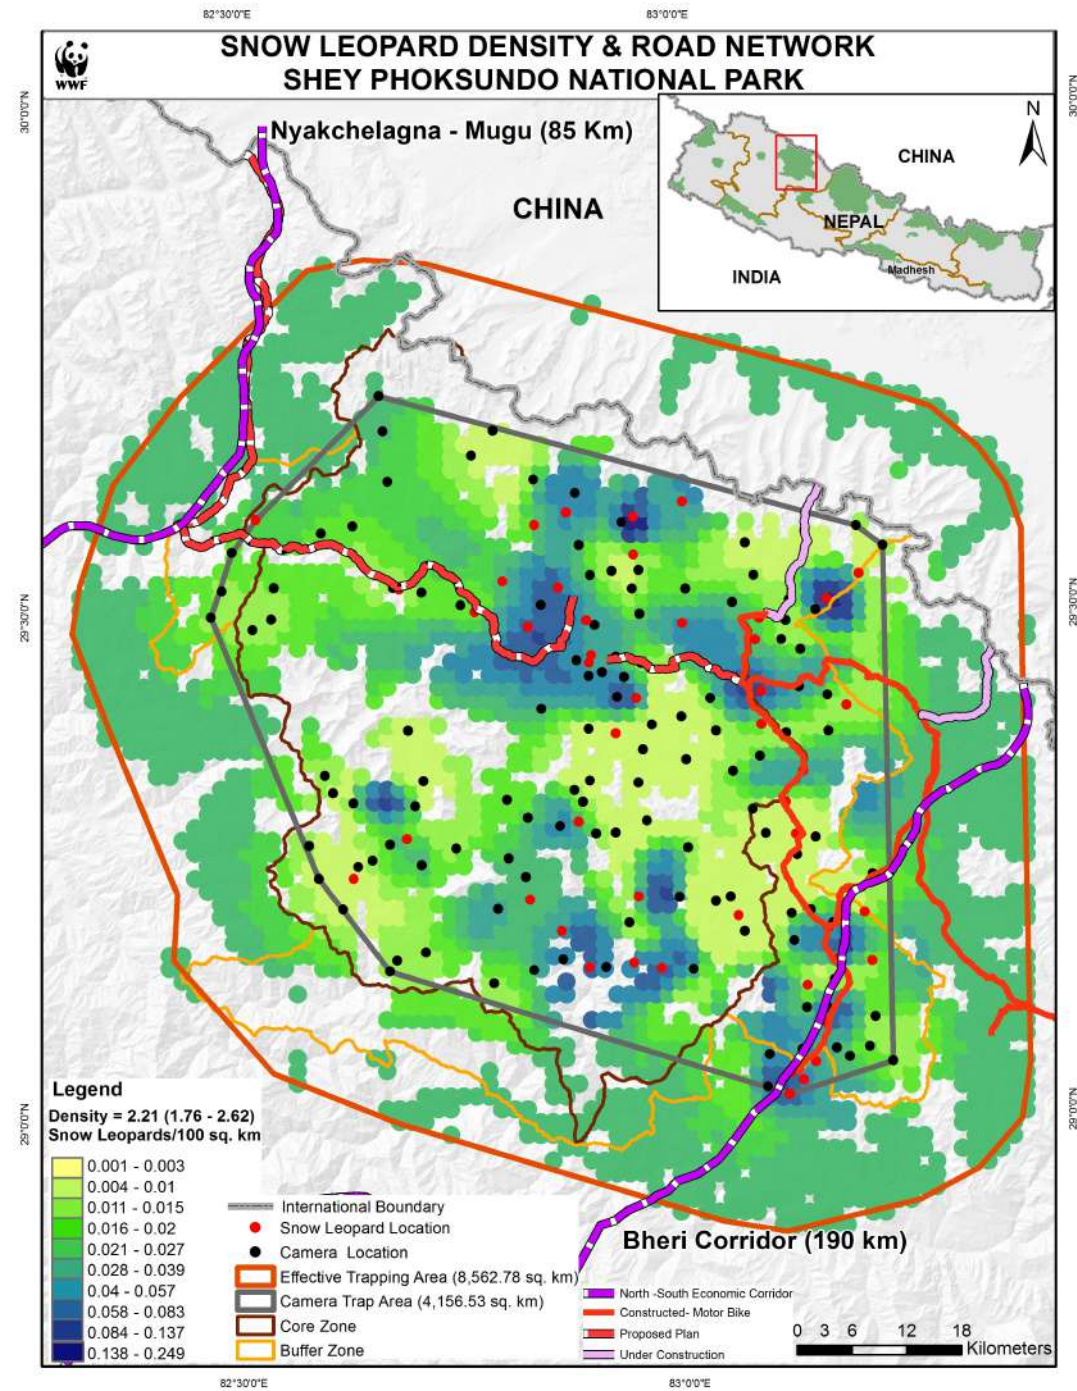 82°30'0"E 83°0'0"E
WWF
SNOW LEOPARD DENSITY & ROAD NETWORK
SHEY PHOKSUNDO NATIONAL PARK
30°0'0"N
30°0'0"N
Nyakchelagna - Mugu (85 Km)
CHINA
N
CHINA
NEPAL
INDIA
Madhesh
29°30'0"N
29°30'0"N
29°0'0"N
29°0'0"N
Bheri Corridor (190 km)
Legend
Density = 2.21 (1.76 - 2.62)
Snow Leopards/100 sq. km
0.001 - 0.003
0.004 - 0.01
0.011 - 0.015
0.016 - 0.02
0.021 - 0.027
0.028 - 0.039
0.04 - 0.057
0.058 - 0.083
0.084 - 0.137
0.138 - 0.249
International Boundary
Snow Leopard Location
Camera Location
Effective Trapping Area (8,562.78 sq. km)
Camera Trap Area (4,156.53 sq. km)
Core Zone
Buffer Zone
North -South Economic Corridor
Constructed- Motor Bike
Proposed Plan
Under Construction
0 3 6 12 18
Kilometers
82°30'0"E 83°0'0"E